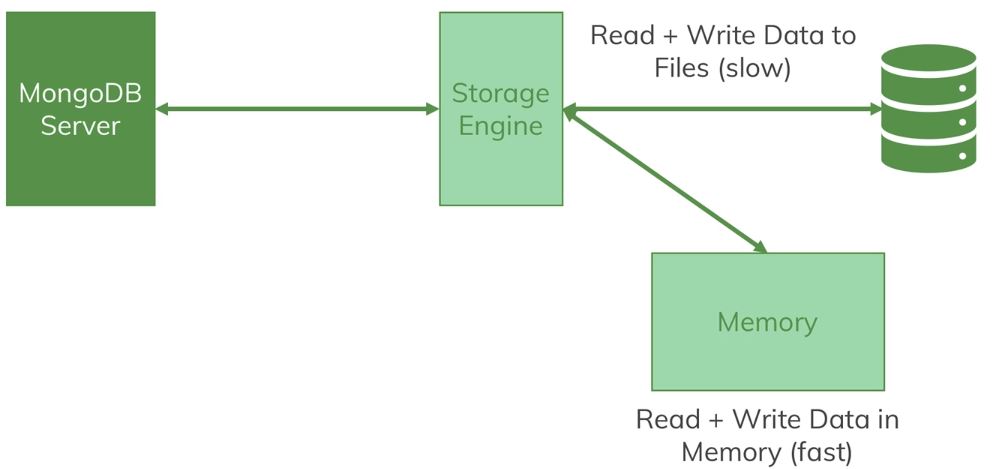 MongoDB
Server
Storage
Engine
Read + Write Data to
Files (slow)
Memory
Read + Write Data in
Memory (fast)